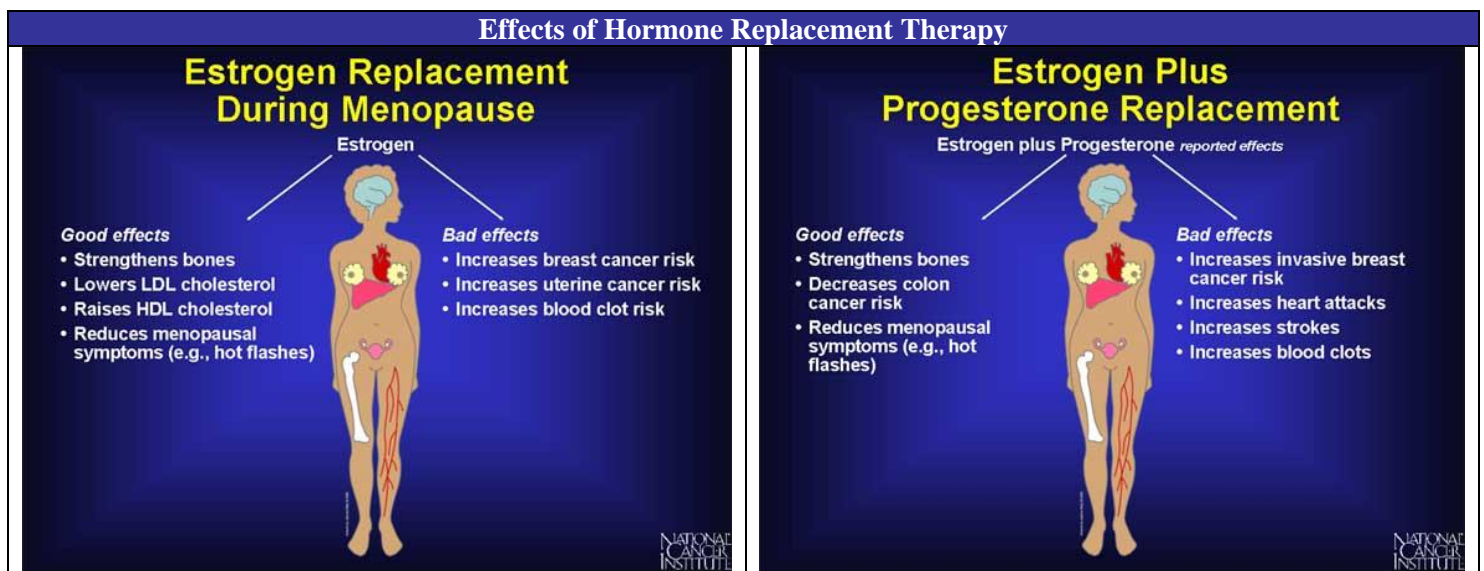 Effects of Hormone Replacement Therapy
Estrogen Replacement
During Menopause
Estrogen
Good effects
• Strengthens bones
• Lowers LDL cholesterol
• Raises HDL cholesterol
• Reduces menopausal
symptoms (e.g., hot flashes)
Bad effects
• Increases breast cancer risk
• Increases uterine cancer risk
• Increases blood clot risk
NATIONAL
CANCER
INSTITUTE
Estrogen Plus
Progesterone Replacement
Estrogen plus Progesterone reported effects
Good effects
• Strengthens bones
• Decreases colon
cancer risk
• Reduces menopausal
symptoms (e.g., hot
flashes)
Bad effects
• Increases invasive breast
cancer risk
• Increases heart attacks
• Increases strokes
• Increases blood clots
NATIONAL
CANCER
INSTITUTE